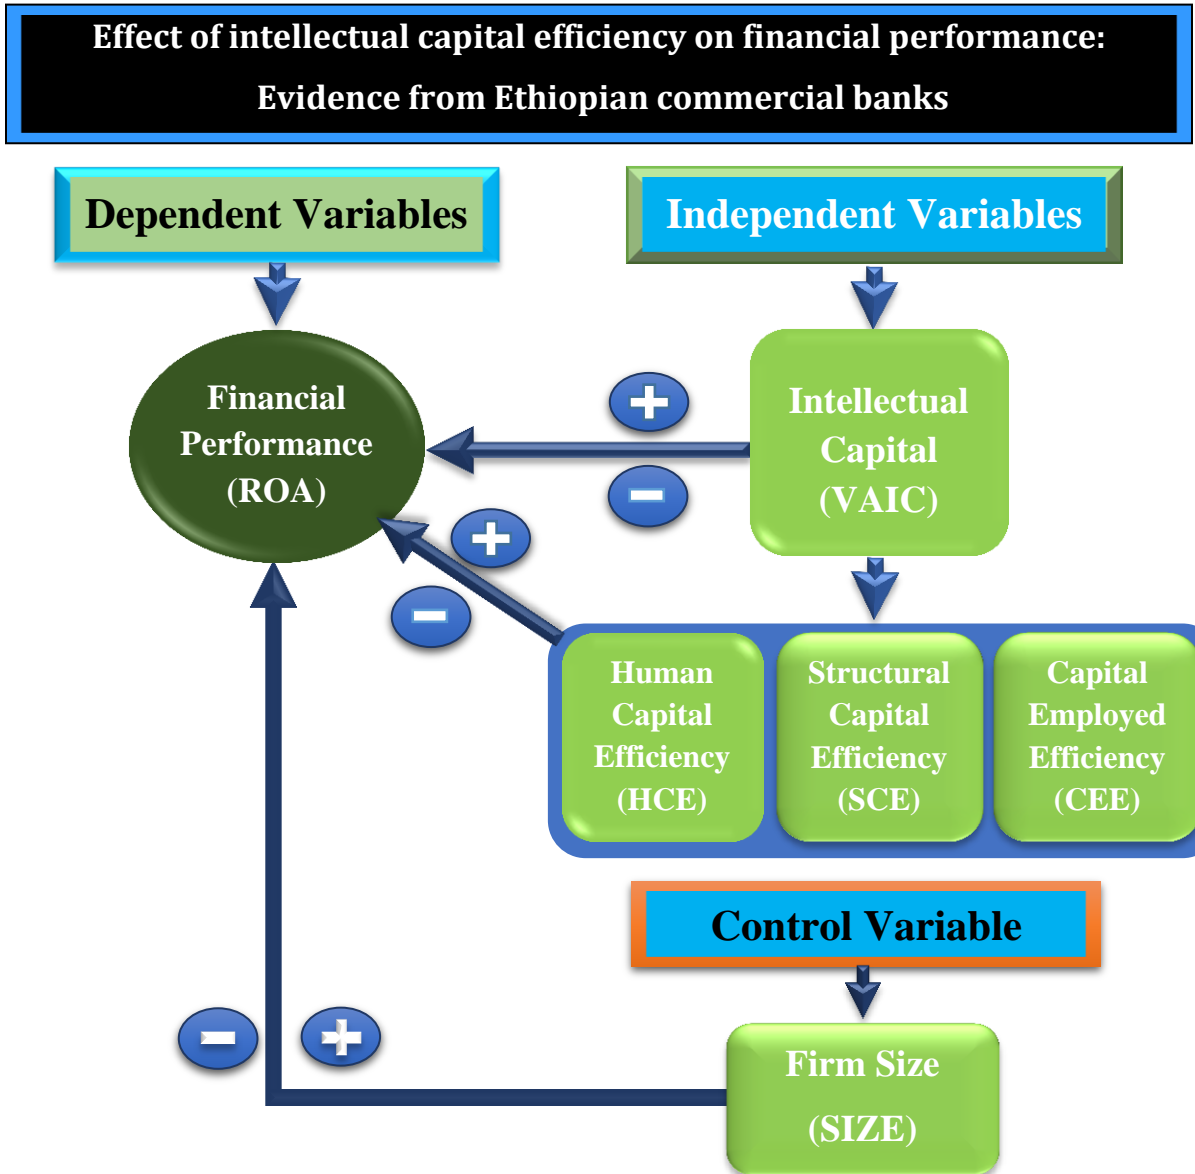 Effect of intellectual capital efficiency on financial performance:
Evidence from Ethiopian commercial banks
Dependent Variables
Independent Variables
Financial
Performance
(ROA)
Intellectual
Capital
(VAIC)
Human
Capital
Efficiency
(HCE)
Structural
Capital
Efficiency
(SCE)
Capital
Employed
Efficiency
(CEE)
Control Variable
Firm Size
(SIZE)